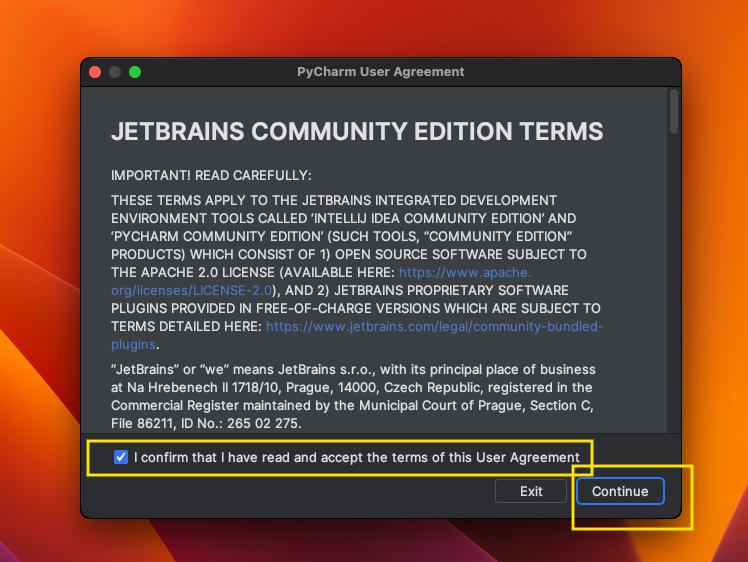 PyCharm User Agreement
JETBRAINS COMMUNITY EDITION TERMS
IMPORTANT! READ CAREFULLY:
THESE TERMS APPLY TO THE JETBRAINS INTEGRATED DEVELOPMENT
ENVIRONMENT TOOLS CALLED ‘INTELLIJ IDEA COMMUNITY EDITION’ AND
‘PYCHARM COMMUNITY EDITION’ (SUCH TOOLS, “COMMUNITY EDITION”
PRODUCTS) WHICH CONSIST OF 1) OPEN SOURCE SOFTWARE SUBJECT TO
THE APACHE 2.0 LICENSE (AVAILABLE HERE: https://www.apache.
org/licenses/LICENSE-2.0), AND 2) JETBRAINS PROPRIETARY SOFTWARE
PLUGINS PROVIDED IN FREE-OF-CHARGE VERSIONS WHICH ARE SUBJECT TO
TERMS DETAILED HERE: https://www.jetbrains.com/legal/community-bundled-
plugins.
“JetBrains” or “we” means JetBrains s.r.o., with its principal place of business
at Na Hrebenech II 1718/10, Prague, 14000, Czech Republic, registered in the
Commercial Register maintained by the Municipal Court of Prague, Section C,
File 86211, ID No.: 265 02 275.
I confirm that I have read and accept the terms of this User Agreement
Exit
Continue